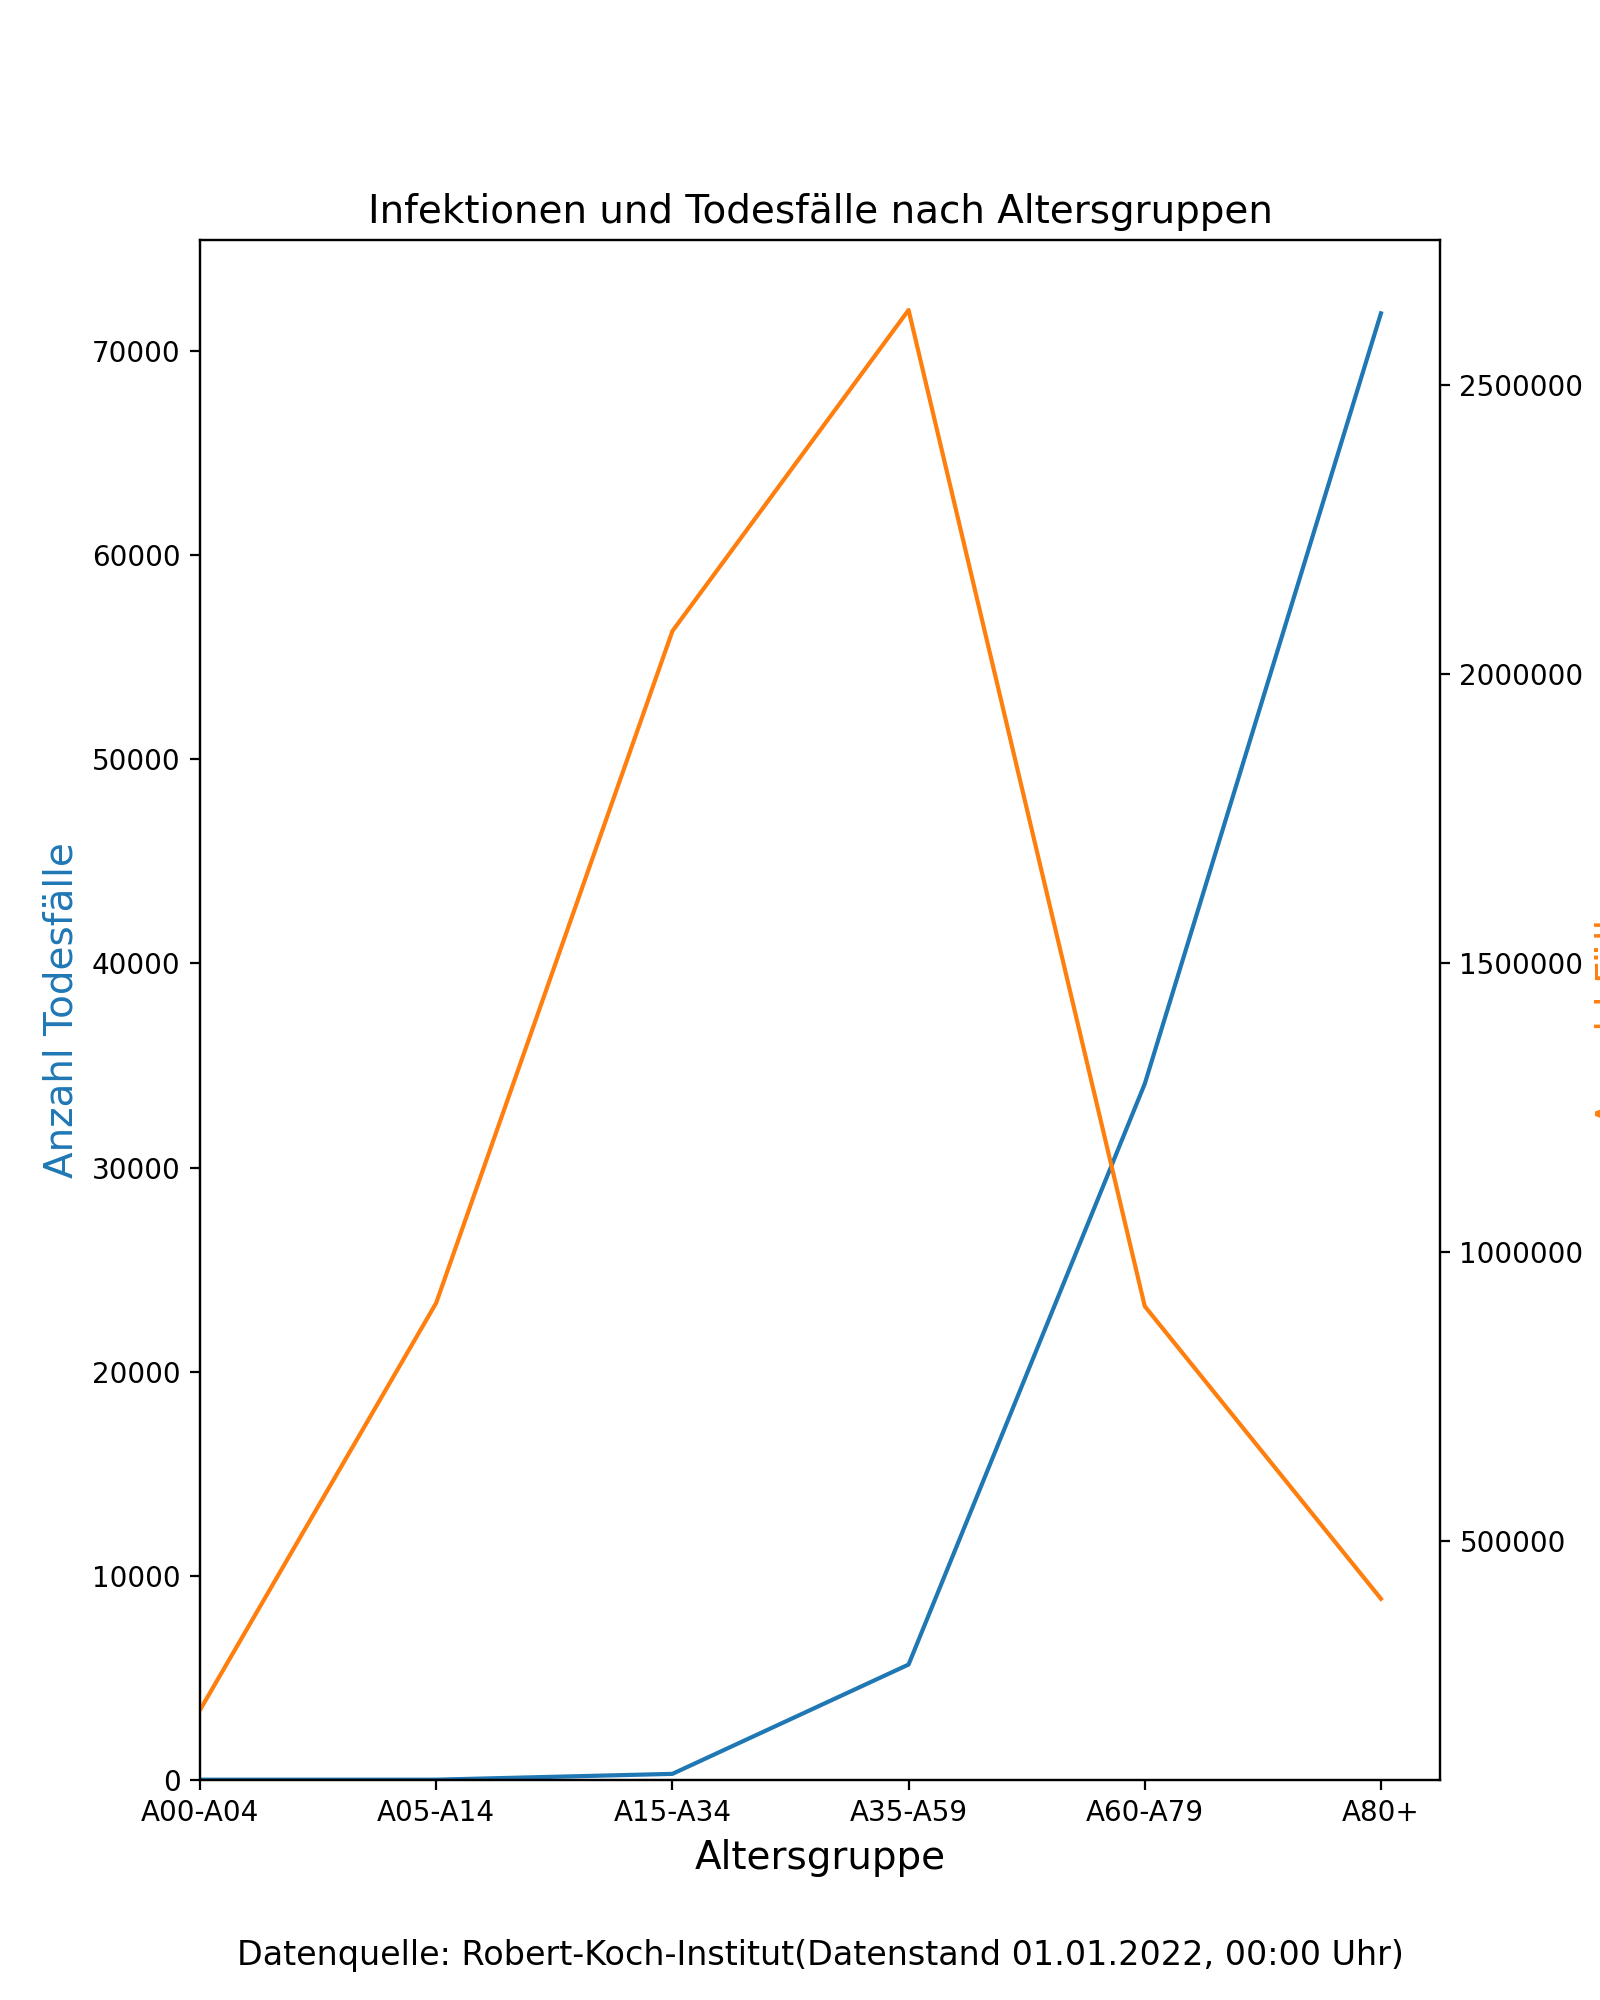 Infektionen und Todesfälle nach Altersgruppen
70000
60000
50000
40000
30000
20000
10000
0
Anzahl Todesfälle
2500000
2000000
1500000
1000000
500000
A00-A04 A05-A14 A15-A34 A35-A59 A60-A79 A80+
Altersgruppe
Datenquelle: Robert-Koch-Institut(Datenstand 01.01.2022, 00:00 Uhr)